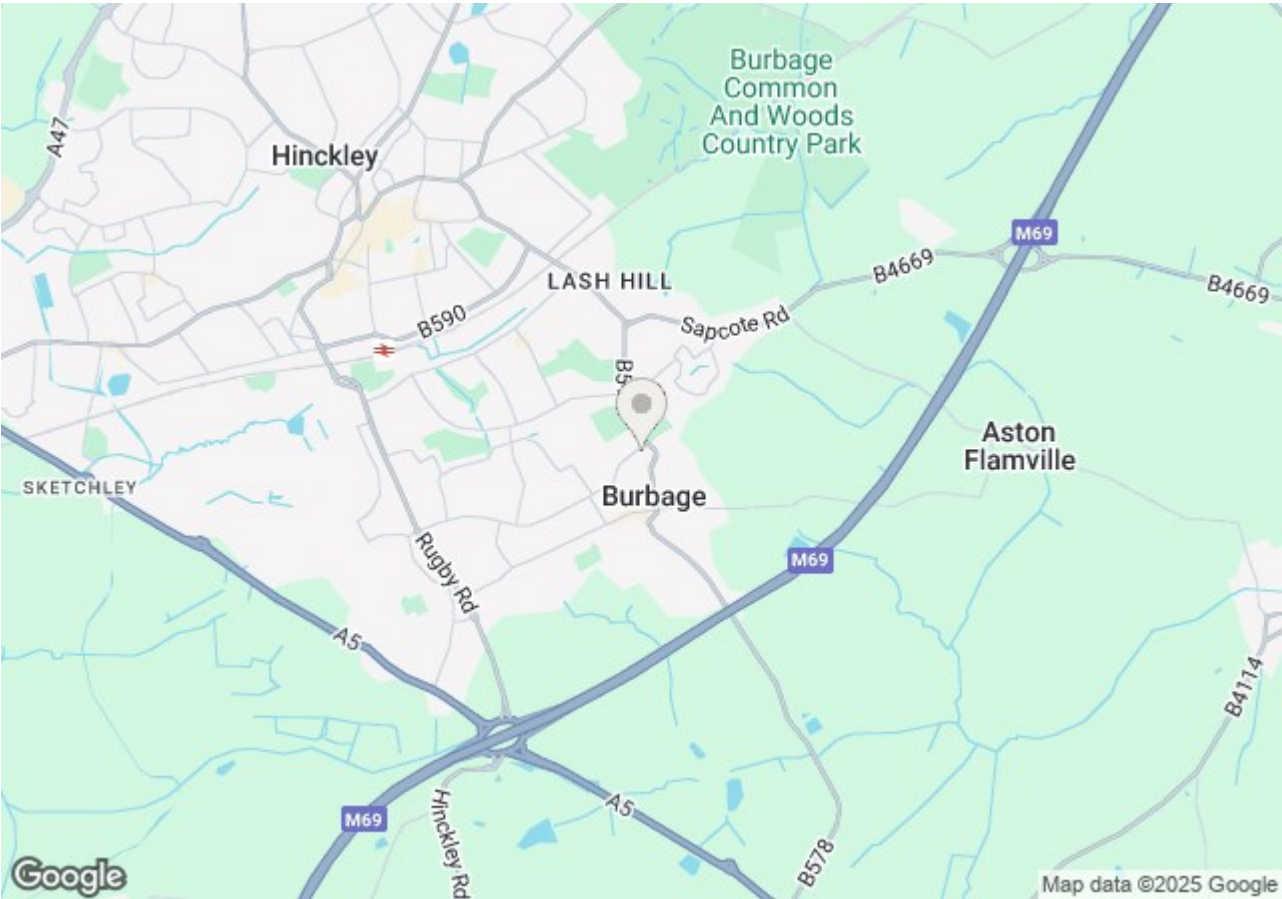 Burbage
Common
And Woods
Country Park
A47
Hinckley
M69
B4669
B4669
LASH HILL
Sapcote Rd
B590
B5
Aston
Flamville
SKETCHLEY
Burbage
Rugby Rd
M69
A5
B4114
A5
M69
Hinckley Rd
B578
Google
Map data ©2025 Google